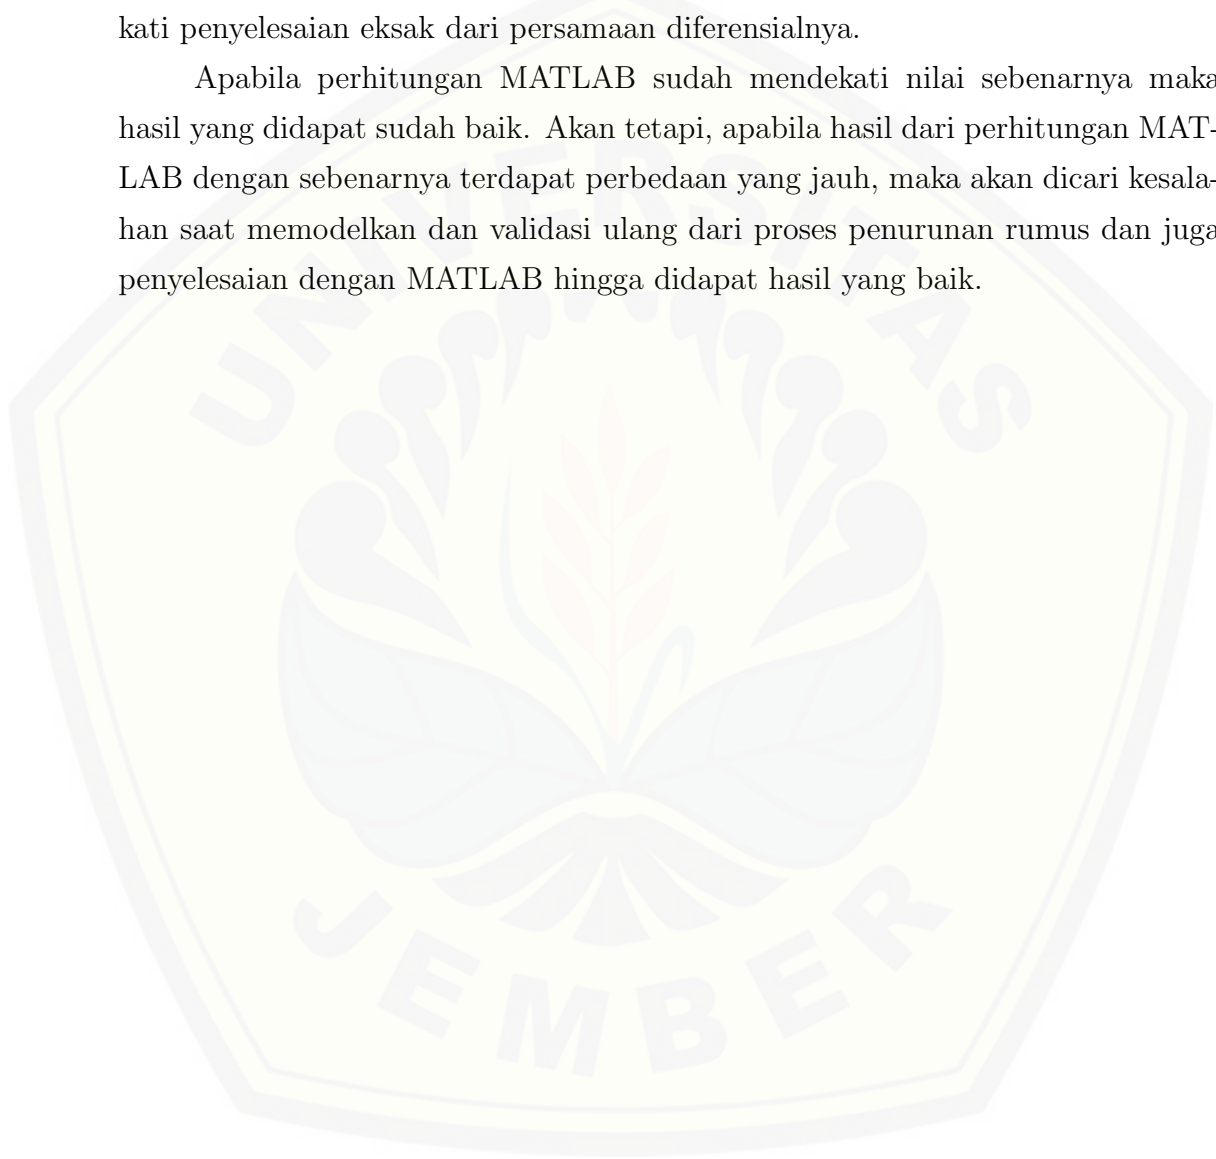 kati penyelesaian eksak dari persamaan diferensialnya.
Apabila perhitungan MATLAB sudah mendekati nilai sebenarnya maka
hasil yang didapat sudah baik. Akan tetapi, apabila hasil dari perhitungan MAT-
LAB dengan sebenarnya terdapat perbedaan yang jauh, maka akan dicari kesala-
han saat memodelkan dan validasi ulang dari proses penurunan rumus dan juga
penyelesaian dengan MATLAB hingga didapat hasil yang baik.
UNIVERSITAS
JEMBER